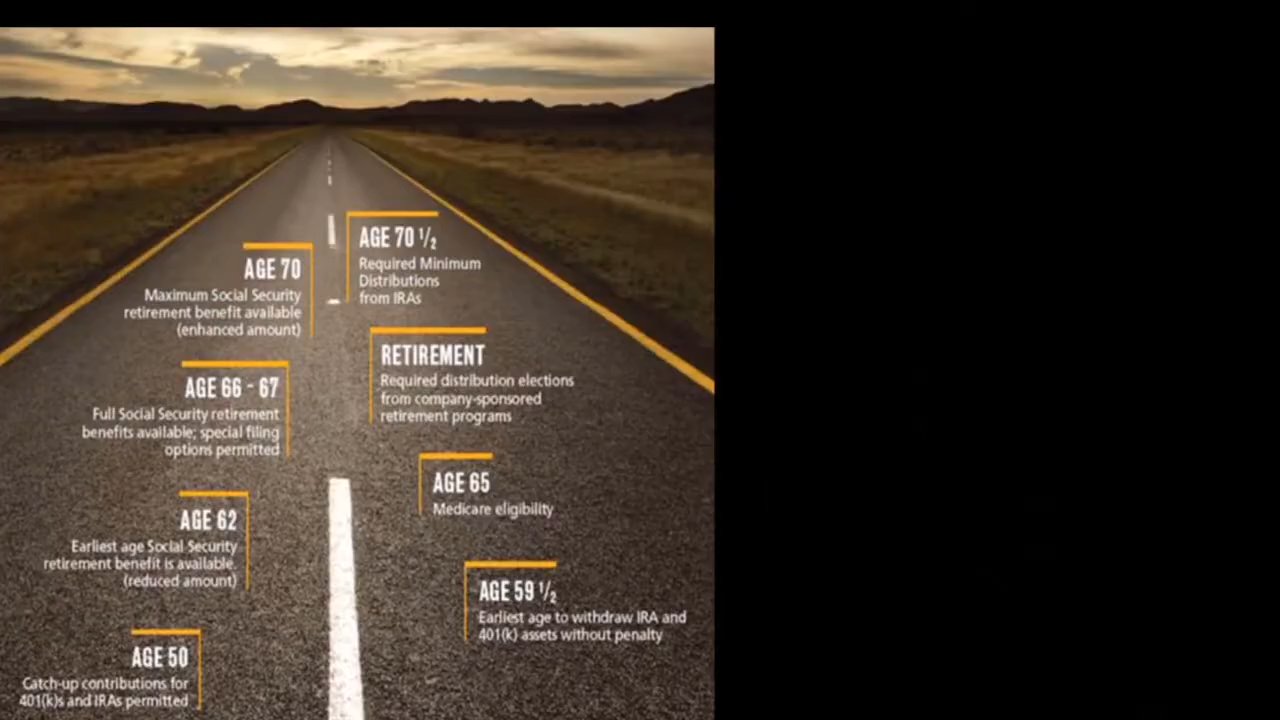 AGE 70 ½
Required Minimum
Distributions
from IRAs
AGE 70
Maximum Social Security
retirement benefit available
(enhanced amount)
RETIREMENT
Required distribution elections
from company-sponsored
retirement programs
AGE 66 - 67
Full Social Security retirement
benefits available; special filing
options permitted
AGE 65
Medicare eligibility
AGE 62
Earliest age Social Security
retirement benefit is available.
(reduced amount)
AGE 59 ½
Earliest age to withdraw IRA and
401(k) assets without penalty
AGE 50
Catch-up contributions for
401(k)s and IRAs permitted